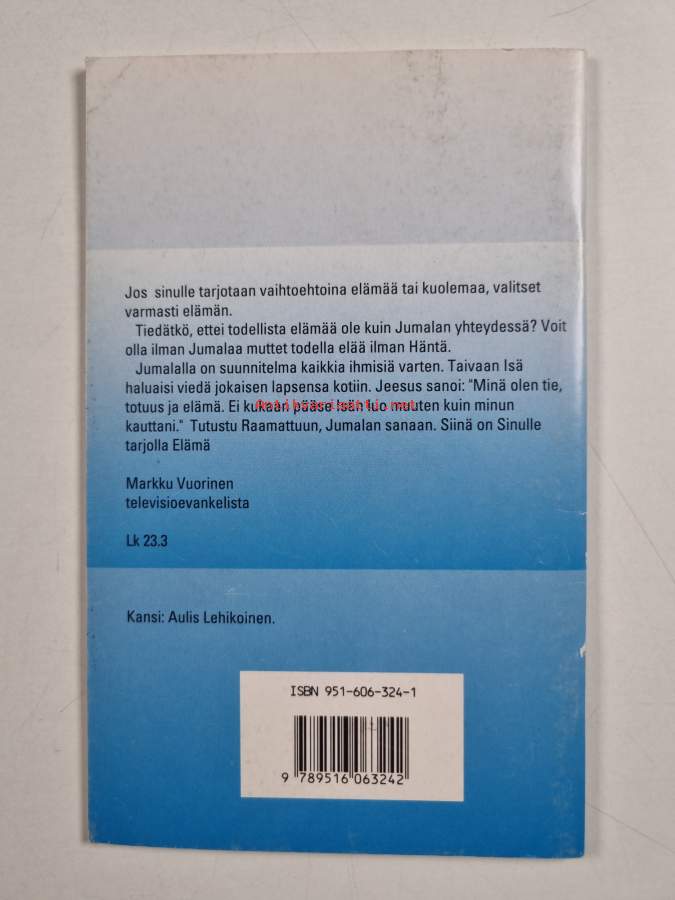 Jos sinulle tarjotaan vaihtoehtoina elämää tai kuolemaa, valitset
varmasti elämän.
Tiedätkö, ettei todellista elämää ole kuin Jumalan yhteydessä? Voit
olla ilman Jumalaa muttet todella elää ilman Häntä.
Jumalalla on suunnitelma kaikkia ihmisiä varten. Taivaan Isä
haluaisi viedä jokaisen lapsensa kotiin. Jeesus sanoi: "Minä olen tie,
totuus ja elämä. Ei kukaan pääse Isän luo muuten kuin minun
Antikvariaatti.net
kauttani." Tutustu Raamattuun, Jumalan sanaan. Siinä on Sinulle
tarjolla Elämä
Markku Vuorinen
televisioevankelista
Lk 23.3
Kansi: Aulis Lehikoinen.
ISBN 951-606-324-1
9 789516 063242